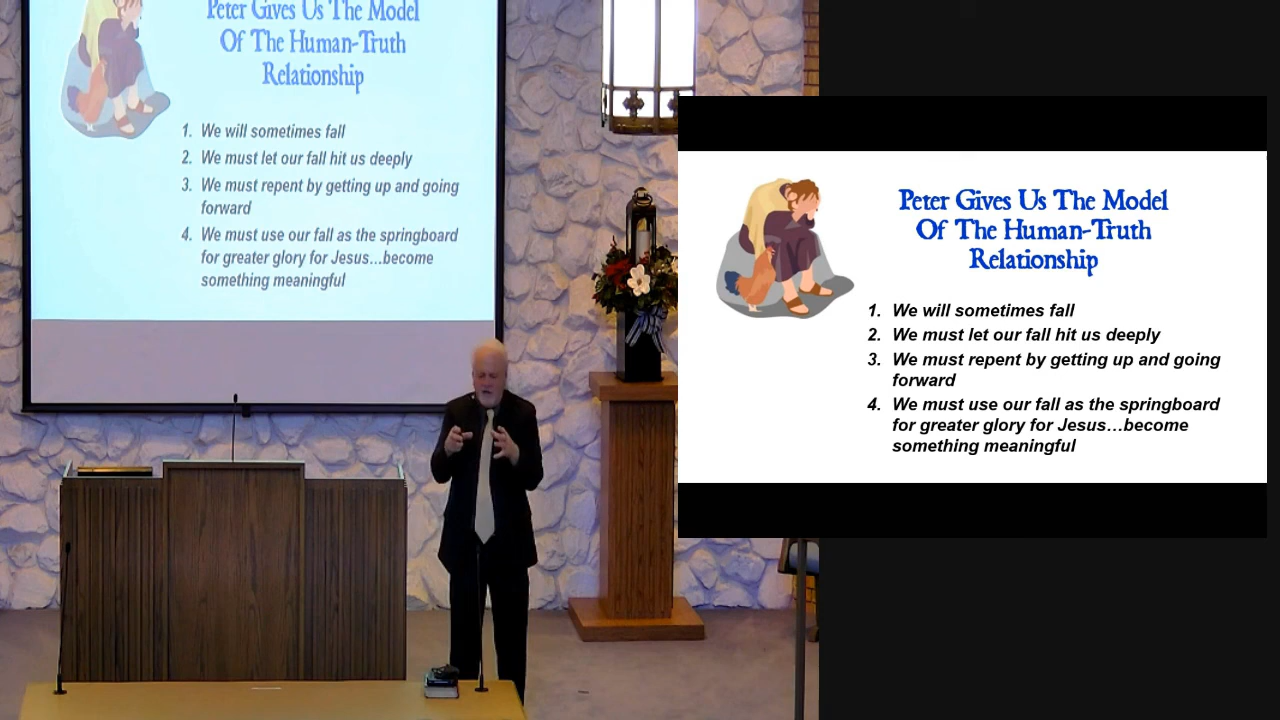 Peter Gives Us The Model
Of The Human-Truth
Relationship
1. We will sometimes fall
2. We must let our fall hit us deeply
3. We must repent by getting up and going
forward
4. We must use our fall as the springboard
for greater glory for Jesus...become
something meaningful
Peter Gives Us The Model
Of The Human-Truth
Relationship
1. We will sometimes fall
2. We must let our fall hit us deeply
3. We must repent by getting up and going
forward
4. We must use our fall as the springboard
for greater glory for Jesus...become
something meaningful